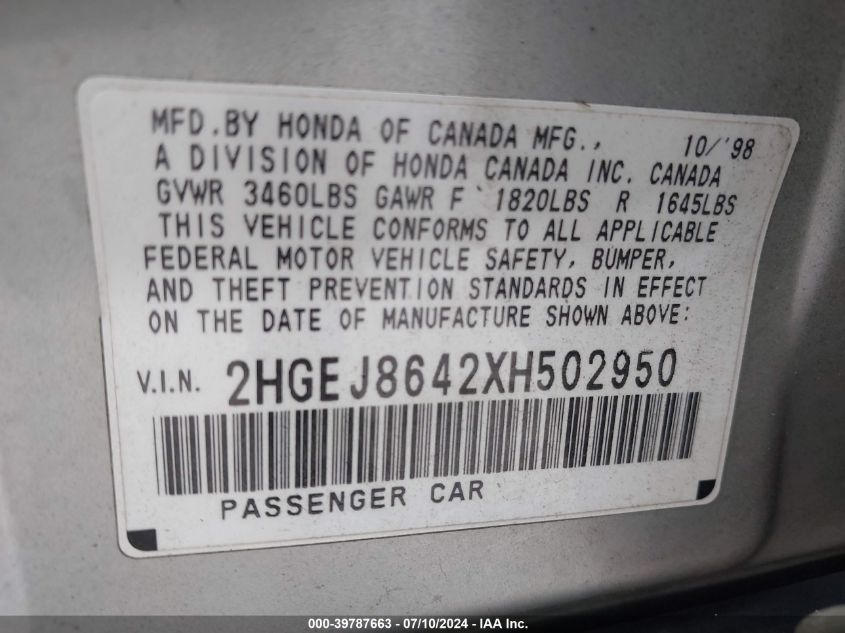 MFD.BY HONDA OF CANADA MFG., 10/'98
A DIVISION OF HONDA CANADA INC. CANADA
GVWR 3460LBS GAWR F 1820LBS R 1645LBS
THIS VEHICLE CONFORMS TO ALL APPLICABLE
FEDERAL MOTOR VEHICLE SAFETY, BUMPER,
AND THEFT PREVENTION STANDARDS IN EFFECT
ON THE DATE OF MANUFACTURE SHOWN ABOVE:
V.I.N. 2HGEJ8642XH502950
PASSENGER CAR
000-39787663 - 07/10/2024 - IAA Inc.